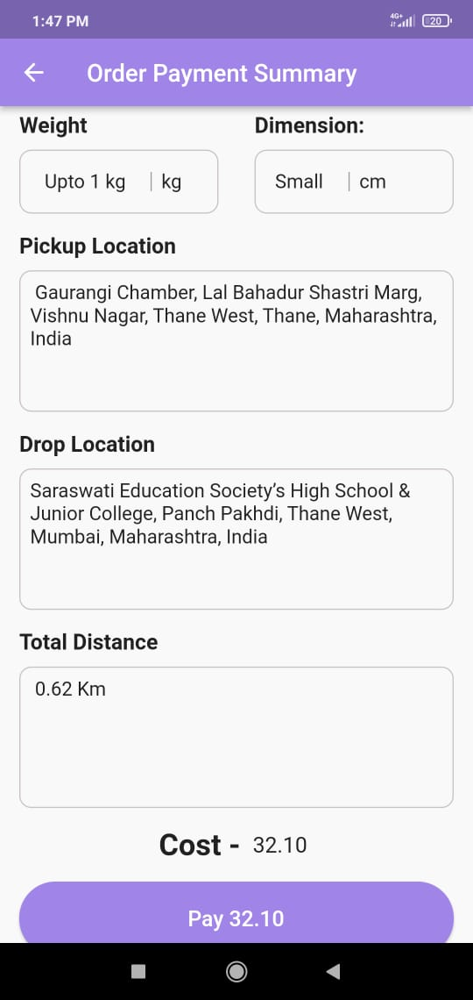 1:47 PM
4G+
20
Order Payment Summary
Weight
Dimension:
Upto 1 kg | kg
Small | cm
Pickup Location
Gaurangi Chamber, Lal Bahadur Shastri Marg,
Vishnu Nagar, Thane West, Thane, Maharashtra,
India
Drop Location
Saraswati Education Society’s High School &
Junior College, Panch Pakhdi, Thane West,
Mumbai, Maharashtra, India
Total Distance
0.62 Km
Cost - 32.10
Pay 32.10